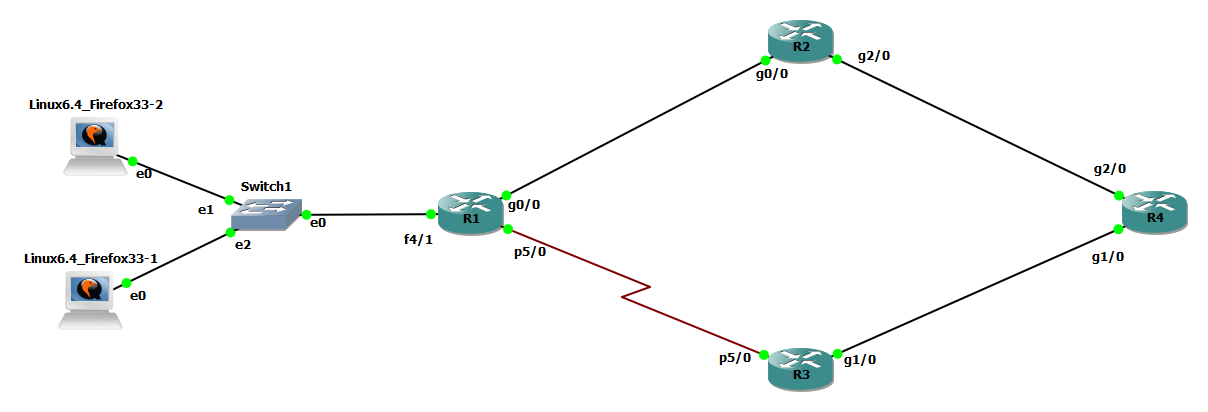 R2
g0/0
g2/0
Linux6.4_Firefox33-2
e0
Switch1
e1
e0
e2
R1
g0/0
f4/1
p5/0
g2/0
R4
g1/0
Linux6.4_Firefox33-1
e0
p5/0
R3
g1/0